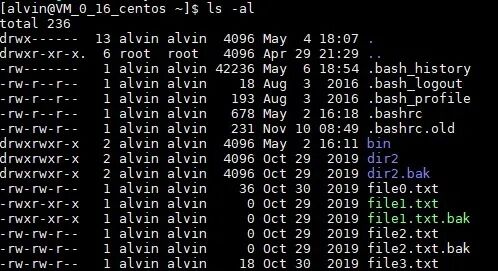 [alvin@VM_0_16_centos ~]$ ls -al
total 236
drwx------  13 alvin alvin  4096 May  4 18:07 .
drwxr-xr-x.  6 root  root   4096 Apr 29 21:29 ..
-rw-------   1 alvin alvin 42236 May  6 18:54 .bash_history
-rw-r--r--   1 alvin alvin    18 Aug  3  2016 .bash_logout
-rw-r--r--   1 alvin alvin   193 Aug  3  2016 .bash_profile
-rw-r--r--   1 alvin alvin   678 May  2 16:18 .bashrc
-rw-rw-r--   1 alvin alvin   231 Nov 10 08:49 .bashrc.old
drwxrwxr-x   2 alvin alvin  4096 May  2 16:11 bin
drwxrwxr-x   2 alvin alvin  4096 Oct 29  2019 dir2
drwxrwxr-x   2 alvin alvin  4096 Oct 29  2019 dir2.bak
-rw-rw-r--   1 alvin alvin    36 Oct 30  2019 file0.txt
-rwxr-xr-x   1 alvin alvin     0 Oct 29  2019 file1.txt
-rwxr-xr-x   1 alvin alvin     0 Oct 29  2019 file1.txt.bak
-rw-rw-r--   1 alvin alvin     0 Oct 29  2019 file2.txt
-rw-rw-r--   1 alvin alvin     0 Oct 29  2019 file2.txt.bak
-rw-rw-r--   1 alvin alvin    18 Oct 30  2019 file3.txt